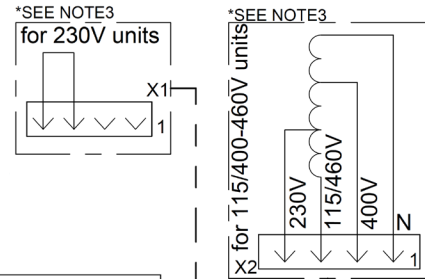 *SEE NOTE3
for 230V units
X1
1
*SEE NOTE3
for 115/400-460V units
230V
115/460V
400V
N
X2
1